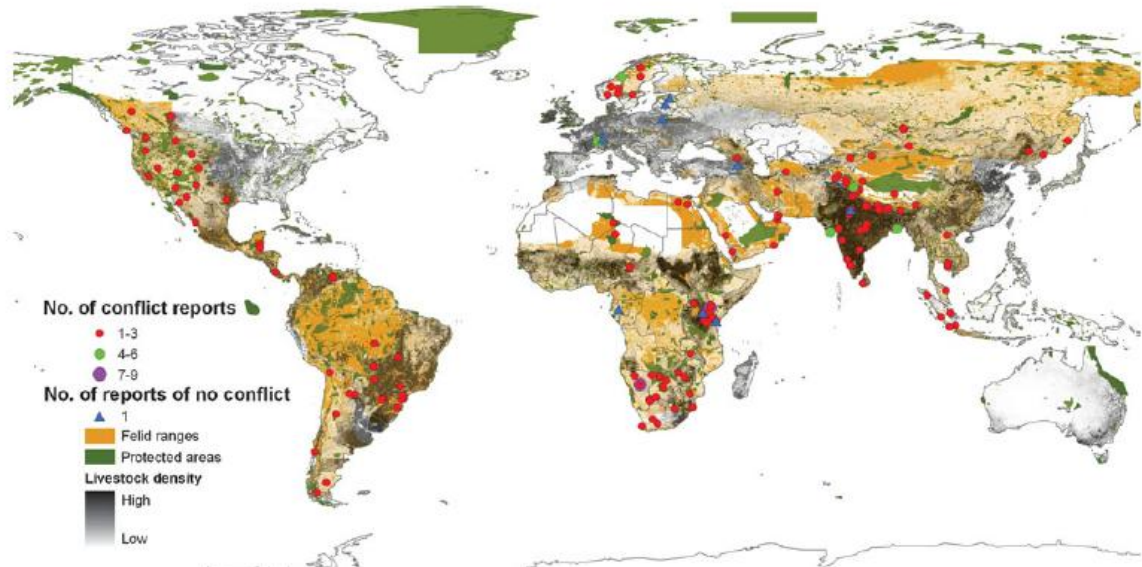 No. of conflict reports
1-3
4-6
7-9
No. of reports of no conflict
1
Felid ranges
Protected areas
Livestock density
High
Low